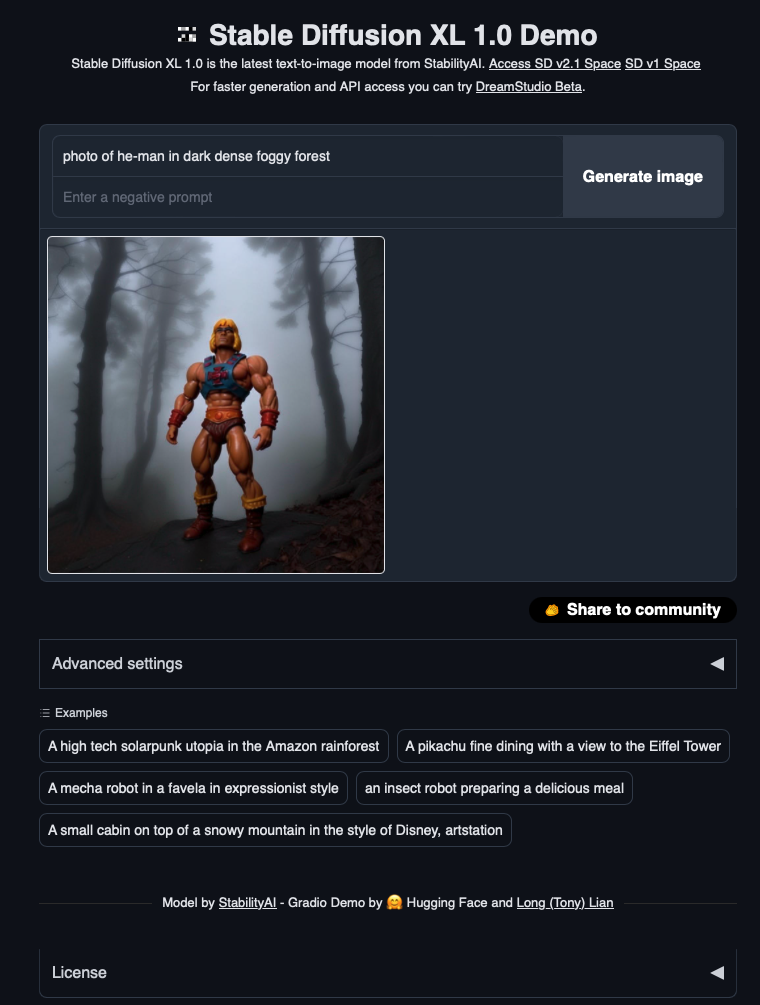 Stable Diffusion XL 1.0 Demo
Stable Diffusion XL 1.0 is the latest text-to-image model from StabilityAI. Access SD v2.1 Space SD v1 Space
For faster generation and API access you can try DreamStudio Beta.
photo of he-man in dark dense foggy forest
Enter a negative prompt
Generate image
Share to community
Advanced settings
Examples
A high tech solarpunk utopia in the Amazon rainforest
A pikachu fine dining with a view to the Eiffel Tower
A mecha robot in a favela in expressionist style
an insect robot preparing a delicious meal
A small cabin on top of a snowy mountain in the style of Disney, artstation
Model by StabilityAI - Gradio Demo by 🤗 Hugging Face and Long (Tony) Lian
License